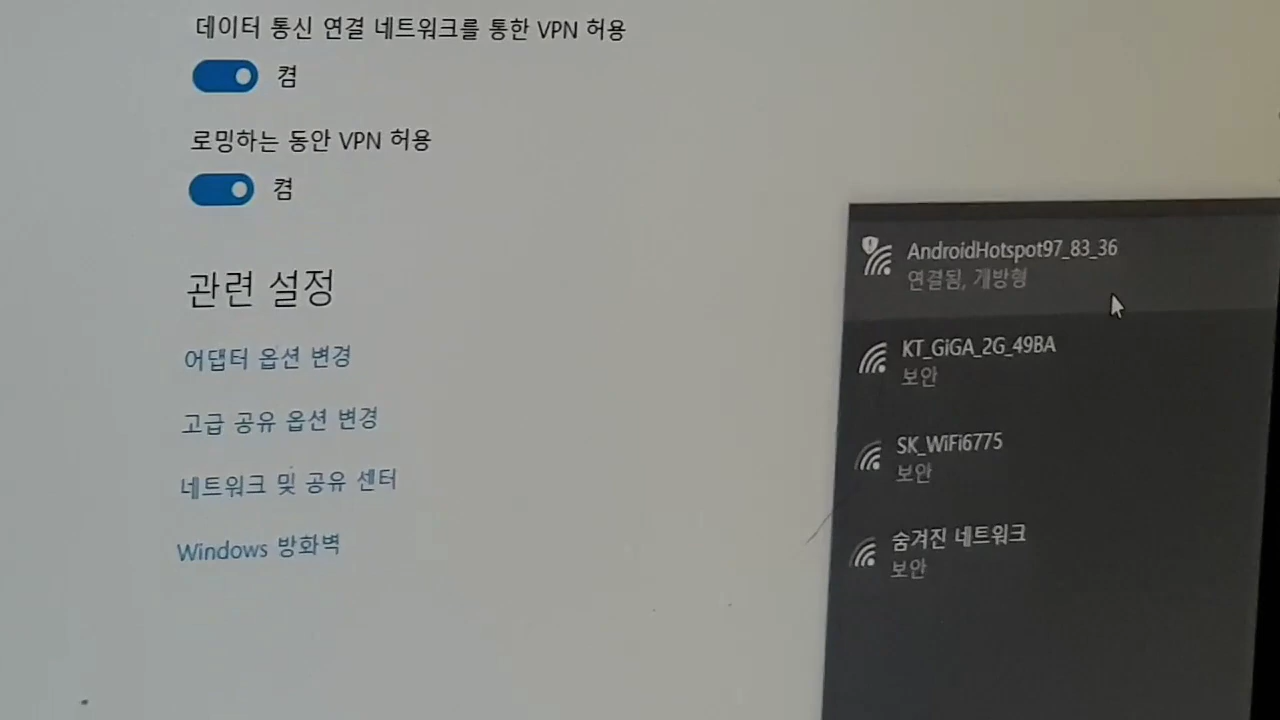 데이터 통신 연결 네트워크를 통한 VPN 허용
켬
로밍하는 동안 VPN 허용
켬
관련 설정
어댑터 옵션 변경
고급 공유 옵션 변경
네트워크 및 공유 센터
Windows 방화벽
AndroidHotspot97_83_36
연결됨, 개방형
KT_GiGA_2G_49BA
보안
SK_WiFi6775
보안
숨겨진 네트워크
보안